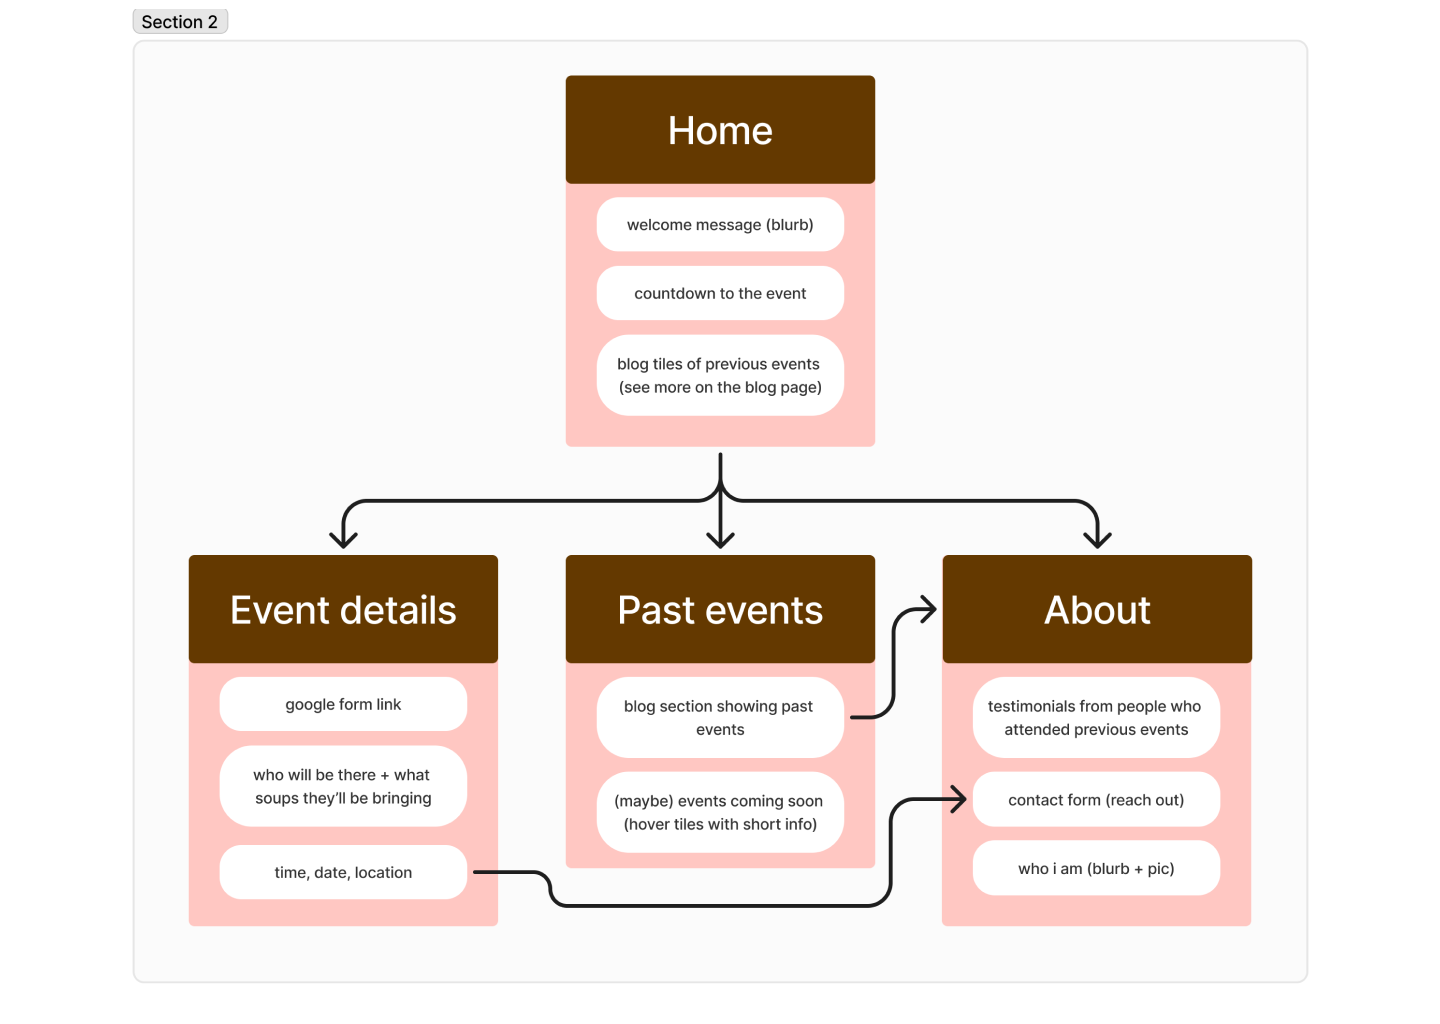 Section 2
Home
welcome message (blurb)
countdown to the event
blog tiles of previous events
(see more on the blog page)
Event details
google form link
who will be there + what
soups they'll be bringing
time, date, location
Past events
blog section showing past
events
(maybe) events coming soon
(hover tiles with short info)
About
testimonials from people who
attended previous events
contact form (reach out)
who i am (blurb + pic)